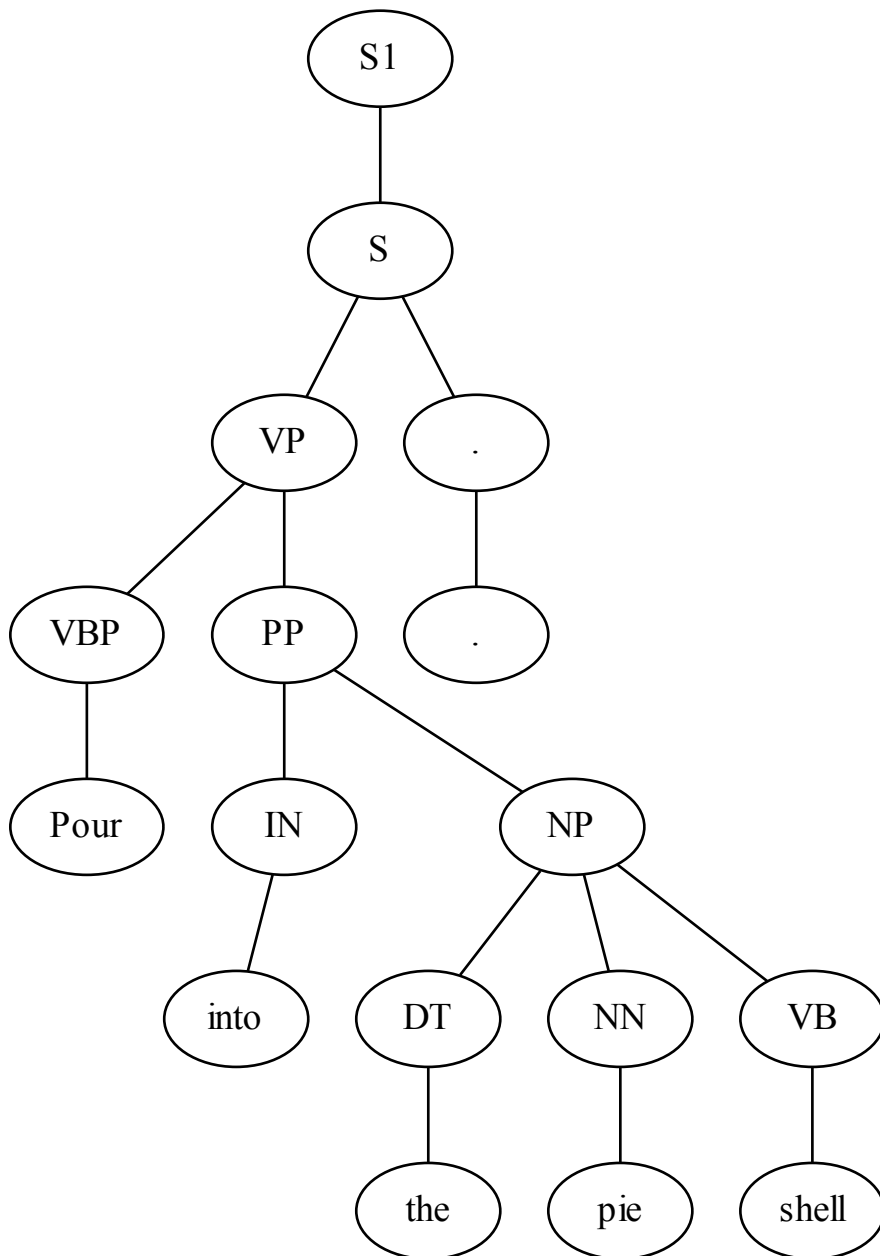 S1
S
VP .
VBP PP .
Pour IN NP
into DT NN VB
the pie shell